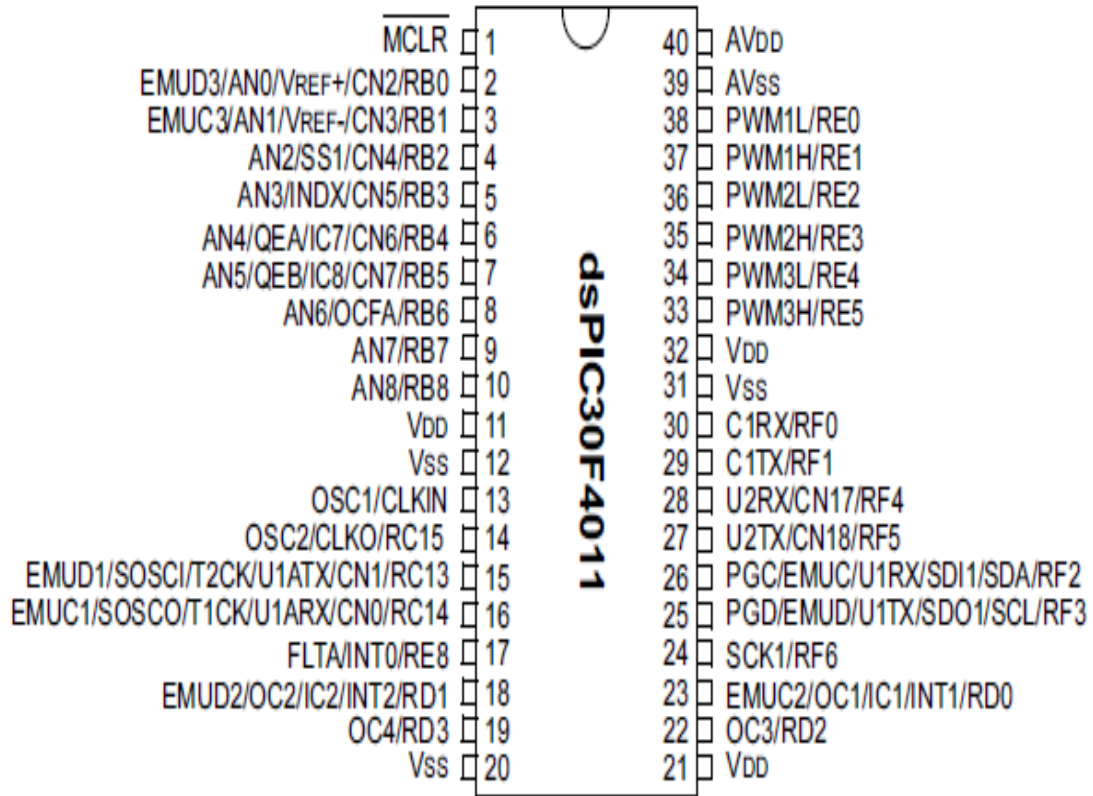 MCLR 1 40 AVDD
EMUD3/AN0/VREF+/CN2/RB0 2 39 AVSS
EMUC3/AN1/VREF-/CN3/RB1 3 38 PWM1L/RE0
AN2/SS1/CN4/RB2 4 37 PWM1H/RE1
AN3/INDX/CN5/RB3 5 36 PWM2L/RE2
AN4/QEA/IC7/CN6/RB4 6 35 PWM2H/RE3
AN5/QEB/IC8/CN7/RB5 7 34 PWM3L/RE4
AN6/OCFA/RB6 8 33 PWM3H/RE5
AN7/RB7 9 32 VDD
AN8/RB8 10 31 VSS
VDD 11 30 C1RX/RF0
VSS 12 29 C1TX/RF1
OSC1/CLKIN 13 28 U2RX/CN17/RF4
OSC2/CLKO/RC15 14 27 U2TX/CN18/RF5
EMUD1/SOSCI/T2CK/U1ATX/CN1/RC13 15 26 PGC/EMUC/U1RX/SDI1/SDA/RF2
EMUC1/SOSCO/T1CK/U1ARX/CN0/RC14 16 25 PGD/EMUD/U1TX/SDO1/SCL/RF3
FLTA/INT0/RE8 17 24 SCK1/RF6
EMUD2/OC2/IC2/INT2/RD1 18 23 EMUC2/OC1/IC1/INT1/RD0
OC4/RD3 19 22 OC3/RD2
VSS 20 21 VDD
dsPIC30F4011